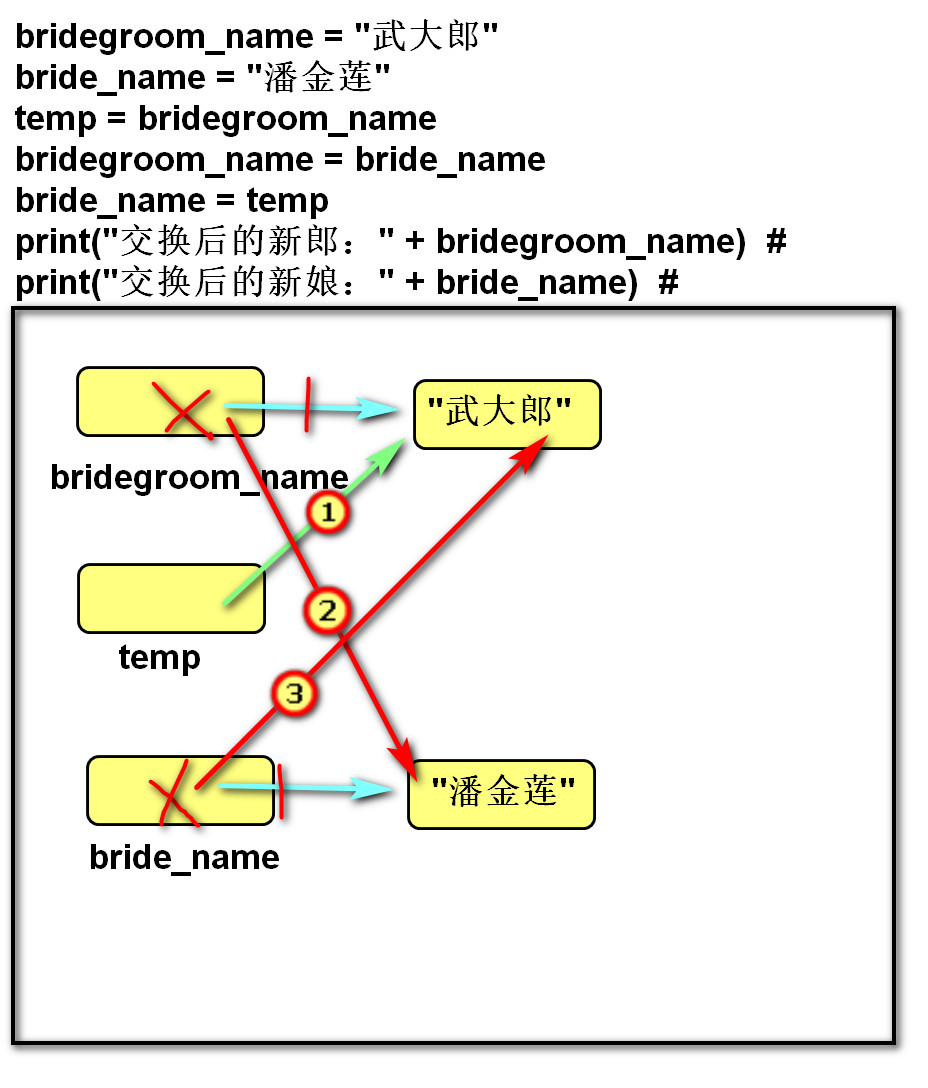 bridegroom_name = "武大郎"
bride_name = "潘金莲"
temp = bridegroom_name
bridegroom_name = bride_name
bride_name = temp
print("交换后的新郎：" + bridegroom_name)  #
print("交换后的新娘：" + bride_name)  #
"武大郎"
bridegroom_name
1
2
temp
3
"潘金莲"
bride_name